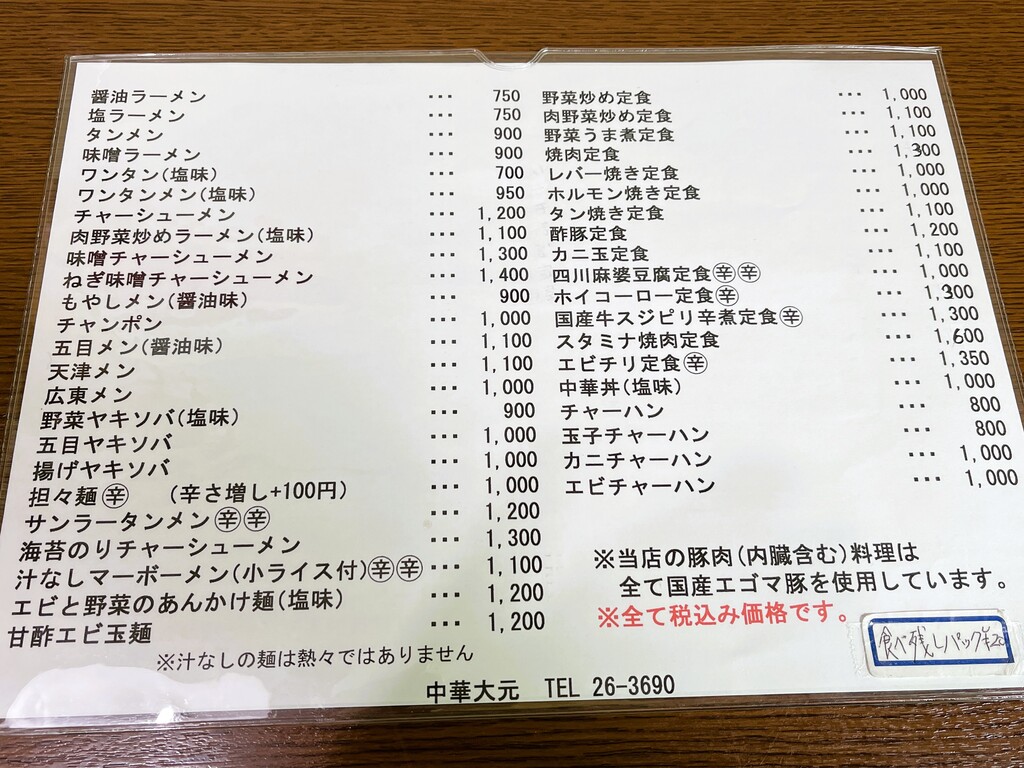 醤油ラーメン … 750
塩ラーメン … 750
タンメン … 900
味噌ラーメン … 900
ワンタン(塩味) … 700
ワンタンメン(塩味) … 950
チャーシューメン … 1,200
肉野菜炒めラーメン(塩味) … 1,100
味噌チャーシューメン … 1,300
ねぎ味噌チャーシューメン … 1,400
もやしメン(醤油味) … 900
チャンポン … 1,000
五目メン(醤油味) … 1,100
天津メン … 1,100
広東メン … 1,000
野菜ヤキソバ(塩味) … 900
五目ヤキソバ … 1,000
揚げヤキソバ … 1,000
担々麺㊛ (辛さ増し+100円) … 1,000
サンラータンメン辛辛 … 1,200
海苔のりチャーシューメン … 1,300
汁なしマーボーメン(小ライス付)辛辛 … 1,100
エビと野菜のあんかけ麺(塩味) … 1,200
甘酢エビ玉麺 … 1,200
※汁なしの麺は熱々ではありません
野菜炒め定食 … 1,000
肉野菜炒め定食 … 1,100
野菜うま煮定食 … 1,100
焼肉定食 … 1,300
レバー焼き定食 … 1,000
ホルモン焼き定食 … 1,000
タン焼き定食 … 1,100
酢豚定食 … 1,200
カニ玉定食 … 1,100
四川麻婆豆腐定食辛辛 … 1,000
ホイコーロー定食辛 … 1,300
国産牛スジピリ辛煮定食辛 … 1,300
スタミナ焼肉定食 … 1,600
エビチリ定食辛 … 1,350
中華丼(塩味) … 1,000
チャーハン … 800
玉子チャーハン … 800
カニチャーハン … 1,000
エビチャーハン … 1,000
※当店の豚肉(内臓含む)料理は
全て国産エゴマ豚を使用しています。
※全て税込み価格です。
食べ残しパック¥20
中華大元 TEL 26-3690